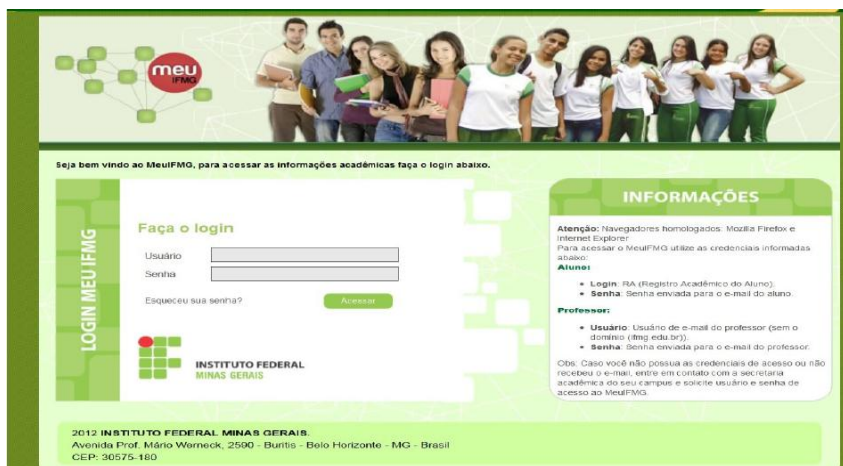 meu
IFMG
Seja bem vindo ao MeuIFMG, para acessar as informações acadêmicas faça o login abaixo.
LOGIN MEU IFMG
Faça o login
Usuário
Senha
Esqueceu sua senha?
Acessar
INSTITUTO FEDERAL
MINAS GERAIS
INFORMAÇÕES
Atenção: Navegadores homologados: Mozilla Firefox e
Internet Explorer
Para acessar o MeuIFMG utilize as credenciais informadas
abaixo:
Aluno:
• Login: RA (Registro Acadêmico do Aluno).
• Senha: Senha enviada para o e-mail do aluno.
Professor:
• Usuário: Usuário de e-mail do professor (sem o
domínio (ifmg.edu.br)).
• Senha: Senha enviada para o e-mail do professor.
Obs: Caso você não possua as credenciais de acesso ou não
recebeu o e-mail, entre em contato com a secretaria
acadêmica do seu campus e solicite usuário e senha de
acesso ao MeuIFMG.
2012 INSTITUTO FEDERAL MINAS GERAIS.
Avenida Prof. Mário Werneck, 2590 - Buritis - Belo Horizonte - MG - Brasil
CEP: 30575-180